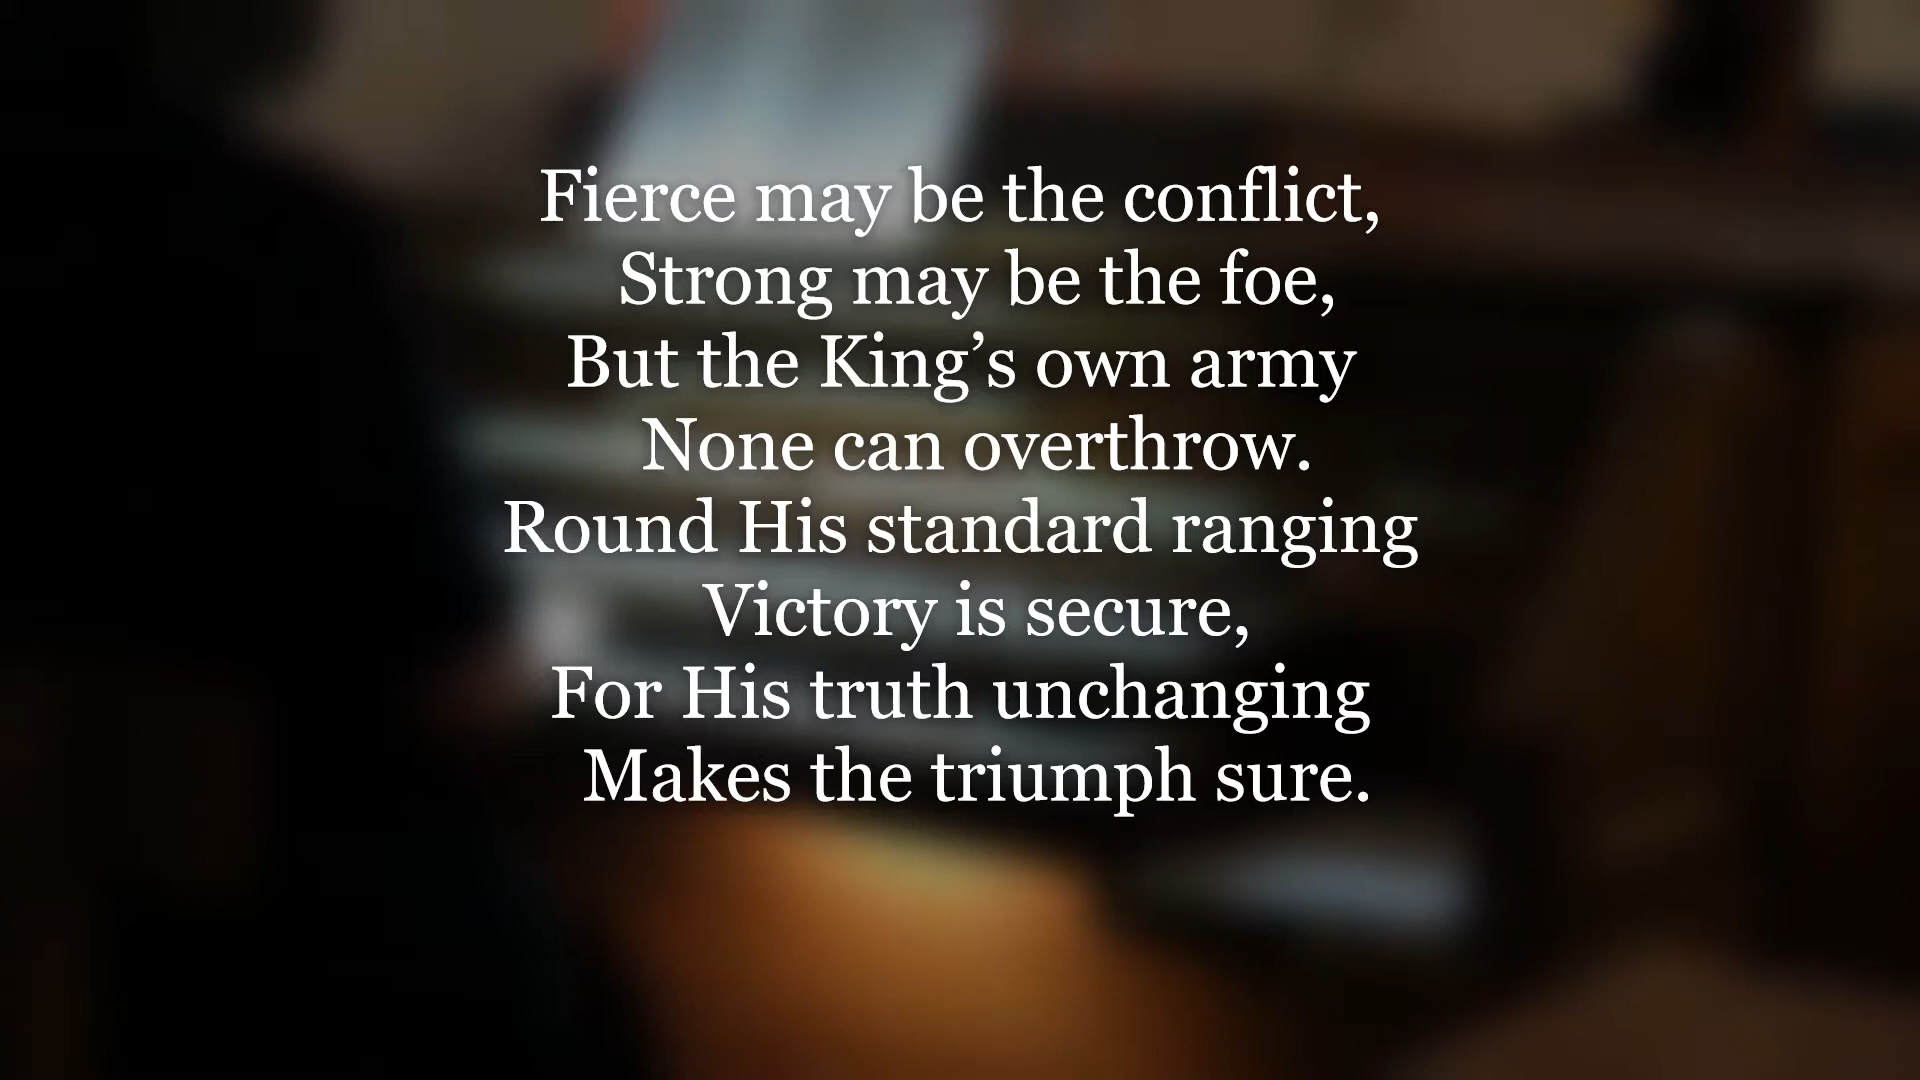 Fierce may be the conflict,
Strong may be the foe,
But the King’s own army
None can overthrow.
Round His standard ranging
Victory is secure,
For His truth unchanging
Makes the triumph sure.